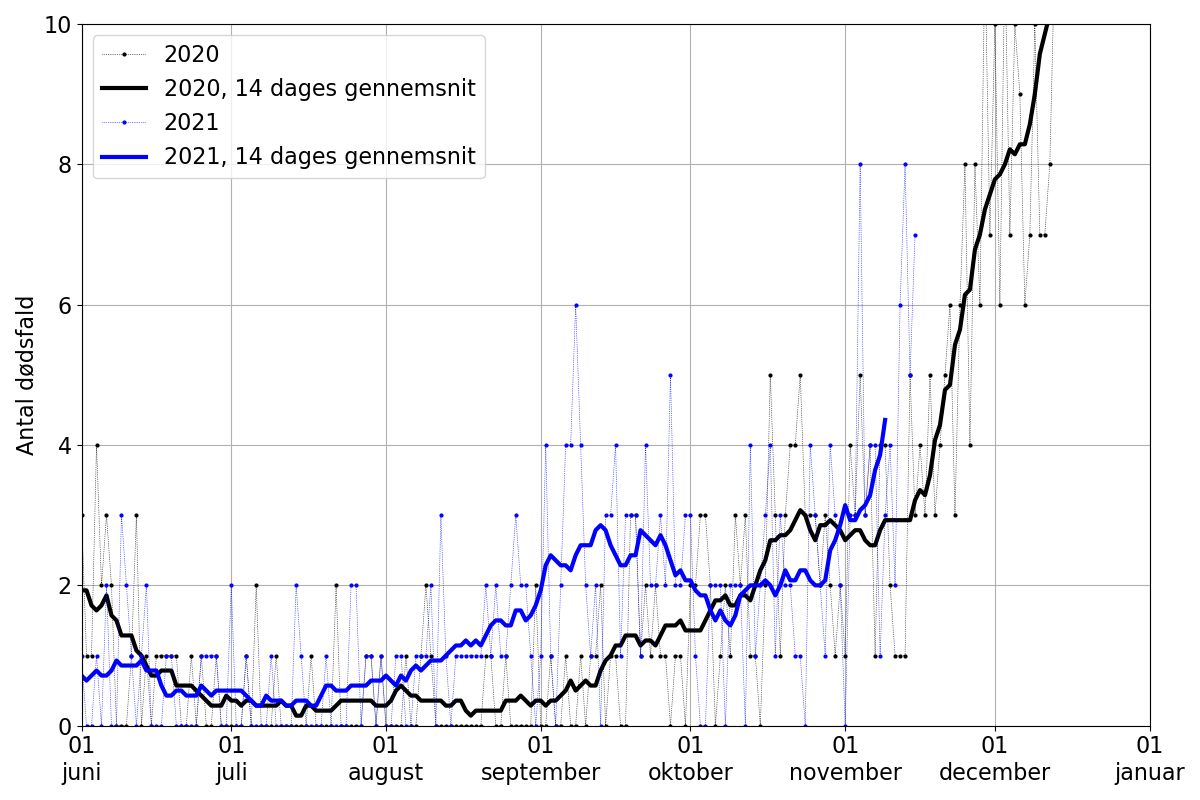 10
8
6
4
2
0
Antal dødsfald
2020
2020, 14 dages gennemsnit
2021
2021, 14 dages gennemsnit
01 01 01 01 01 01 01 01
juni juli august september oktober november december januar